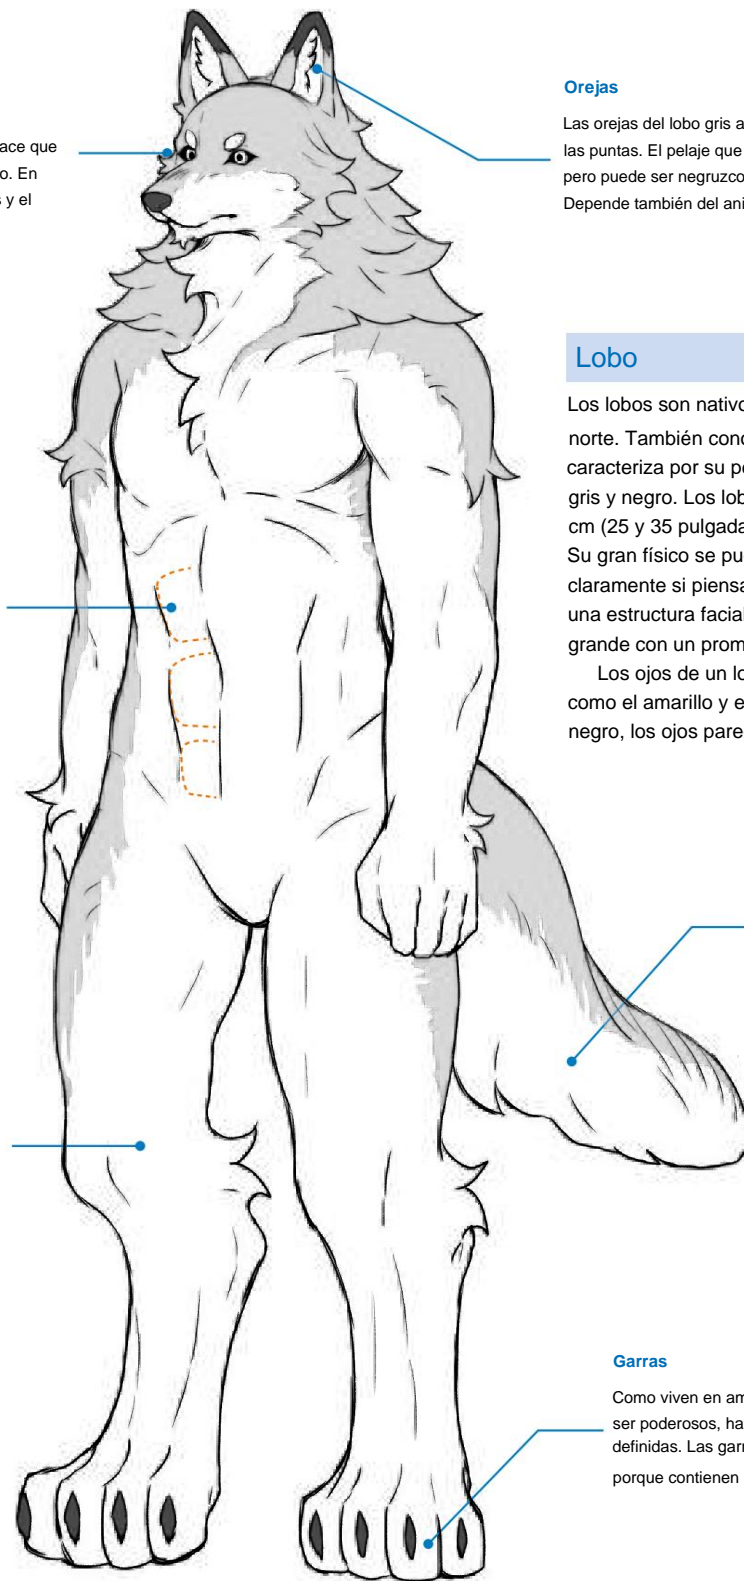 ace que
o. En
s y el
Orejas
Las orejas del lobo gris a
las puntas. El pelaje que
pero puede ser negruzco
Depende también del ani
Lobo
Los lobos son nativo
norte. También cond
caracteriza por su pe
gris y negro. Los lob
cm (25 y 35 pulgada
Su gran físico se pu
claramente si piensa
una estructura facial
grande con un prom
Los ojos de un lo
como el amarillo y e
negro, los ojos pare
Garras
Como viven en am
ser poderosos, ha
definidas. Las garr
porque contienen